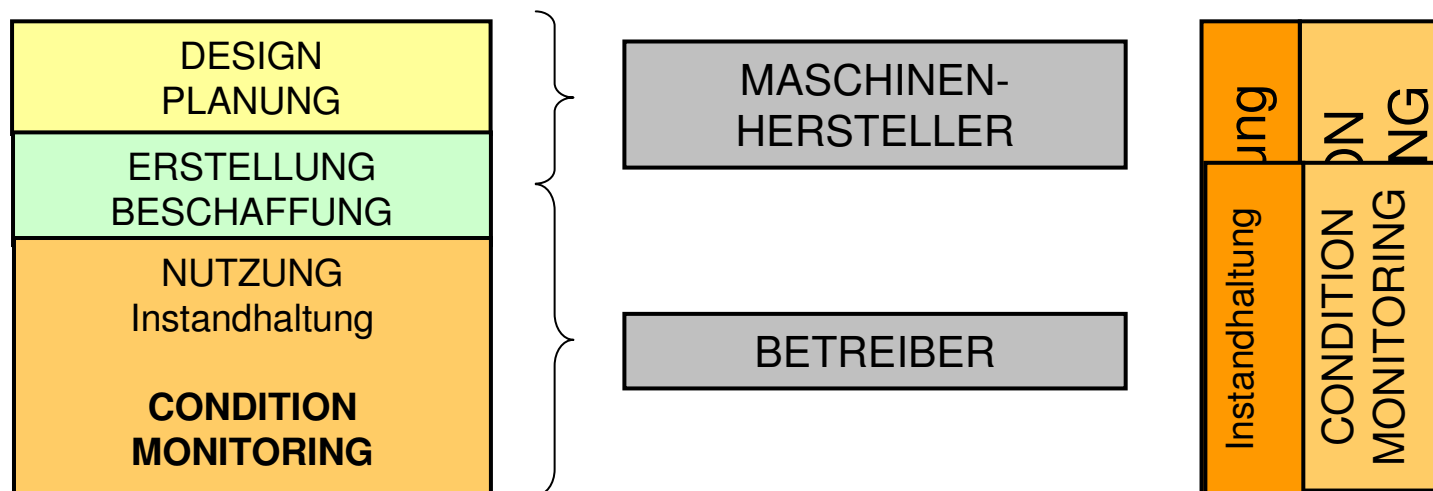 DESIGN
PLANUNG
ERSTELLUNG
BESCHAFFUNG
NUTZUNG
Instandhaltung
CONDITION
MONITORING
MASCHINEN-
HERSTELLER
BETREIBER
Instandhaltung
CONDITION
MONITORING